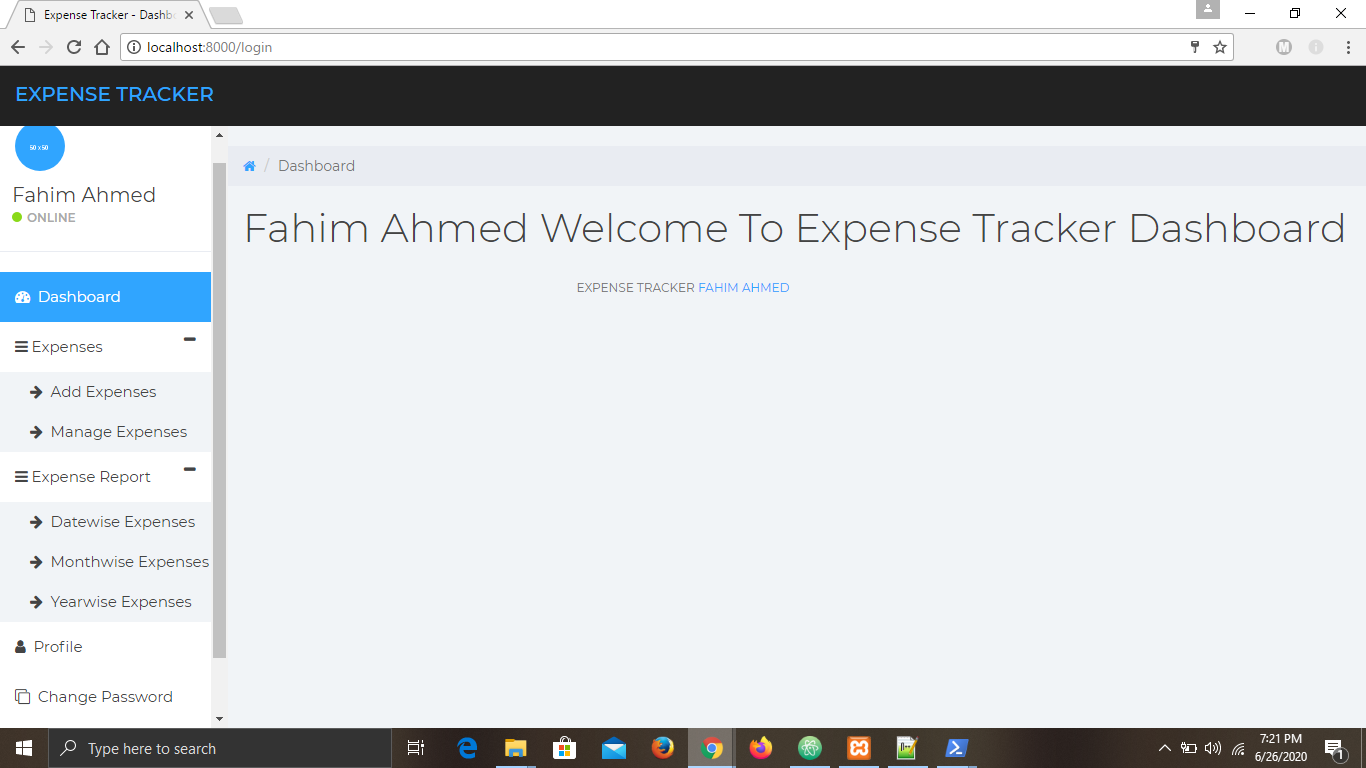 Expense Tracker - Dashb
localhost:8000/login
EXPENSE TRACKER
50 x 50
Fahim Ahmed
ONLINE
Dashboard
Expenses
Add Expenses
Manage Expenses
Expense Report
Datewise Expenses
Monthwise Expenses
Yearwise Expenses
Profile
Change Password
/ Dashboard
Fahim Ahmed Welcome To Expense Tracker Dashboard
EXPENSE TRACKER FAHIM AHMED
Type here to search
7:21 PM
6/26/2020
1